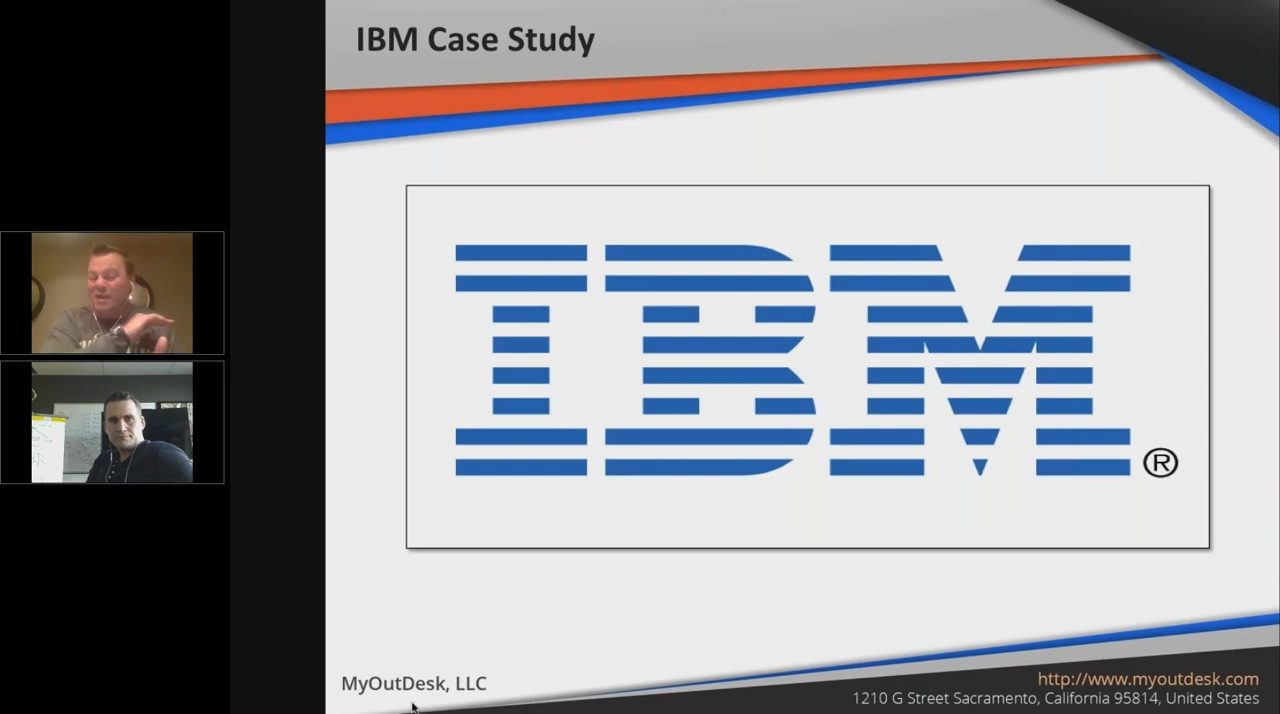 IBM Case Study
IBM®
MyOutDesk, LLC
http://www.myoutdesk.com
1210 G Street Sacramento, California 95814, United States